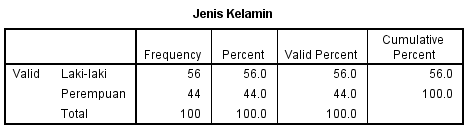 Jenis Kelamin
Frequency Percent Valid Percent Cumulative Percent
Valid Laki-laki 56 56.0 56.0 56.0
Perempuan 44 44.0 44.0 100.0
Total 100 100.0 100.0